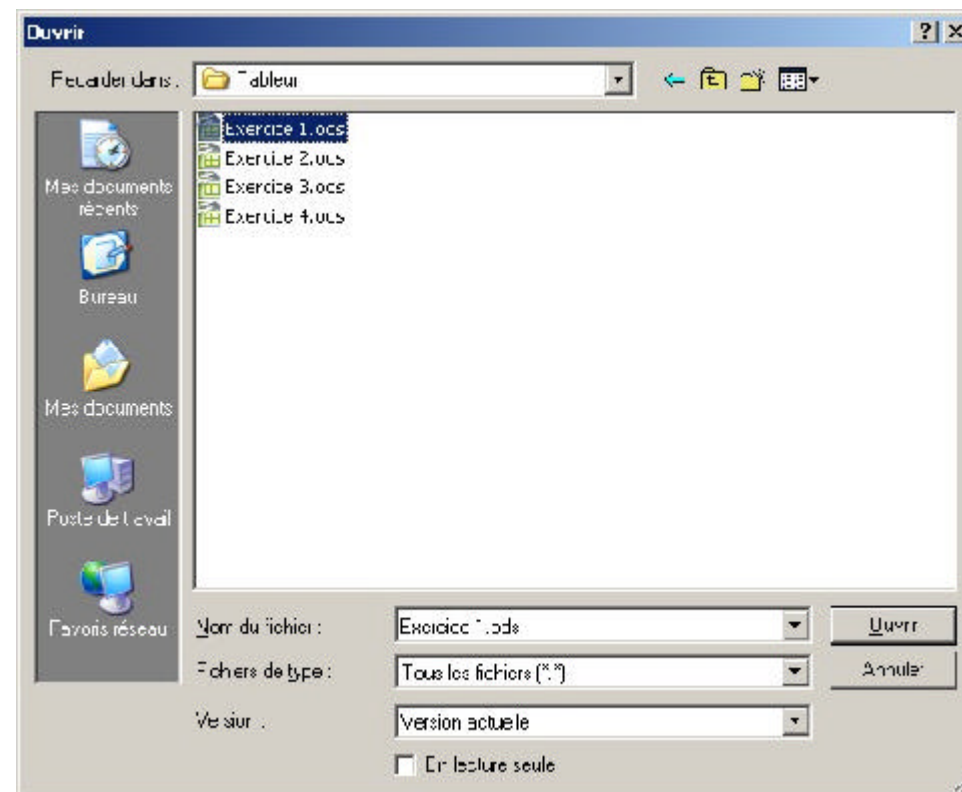 Ouvrir
Regarder dans :
Tableur
Exercice 1.ods
Exercice 2.ods
Exercice 3.ods
Exercice 4.ods
Mes documents
récents
Bureau
Mes documents
Poste de travail
Favoris réseau
Nom du fichier :
Exercice 1.ods
Ouvrir
Fichiers de type :
Tous les fichiers (*.*)
Annuler
Version :
Version actuelle
En lecture seule